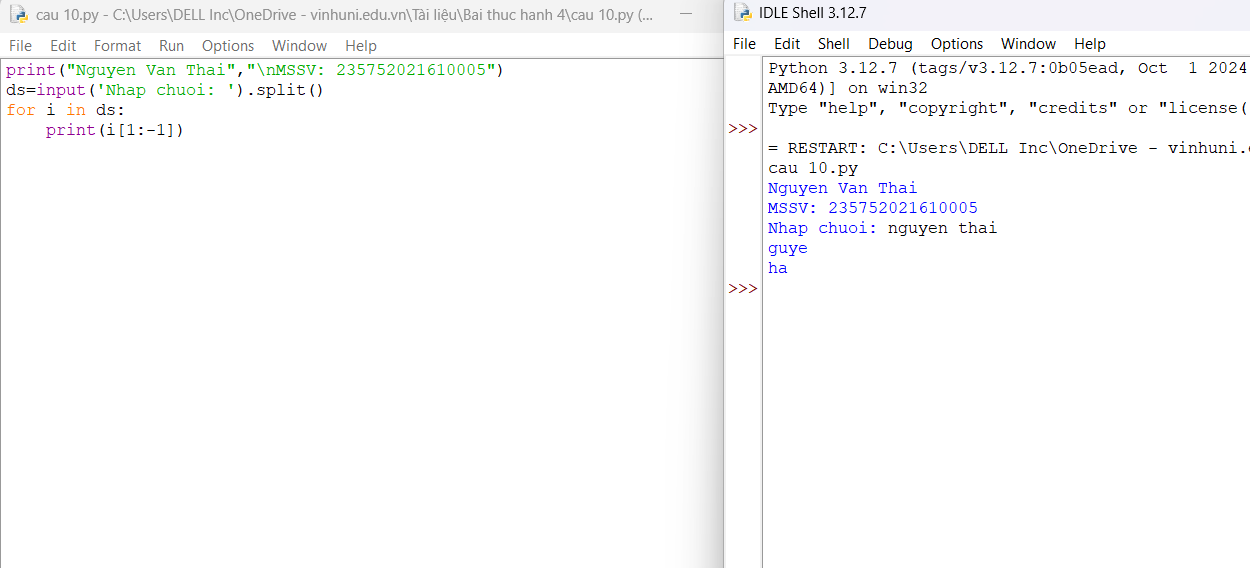 cau 10.py - C:\Users\DELL Inc\OneDrive - vinhuni.edu.vn\Tài liệu\Bai thuc hanh 4\cau 10.py (...
File Edit Format Run Options Window Help
print("Nguyen Van Thai","\nMSSV: 235752021610005")
ds=input('Nhap chuoi: ').split()
for i in ds:
    print(i[1:-1])
IDLE Shell 3.12.7
File Edit Shell Debug Options Window Help
Python 3.12.7 (tags/v3.12.7:0b05ead, Oct  1 2024
AMD64)] on win32
Type "help", "copyright", "credits" or "license(
>>>
= RESTART: C:\Users\DELL Inc\OneDrive - vinhuni.
cau 10.py
Nguyen Van Thai
MSSV: 235752021610005
Nhap chuoi: nguyen thai
guye
ha
>>>